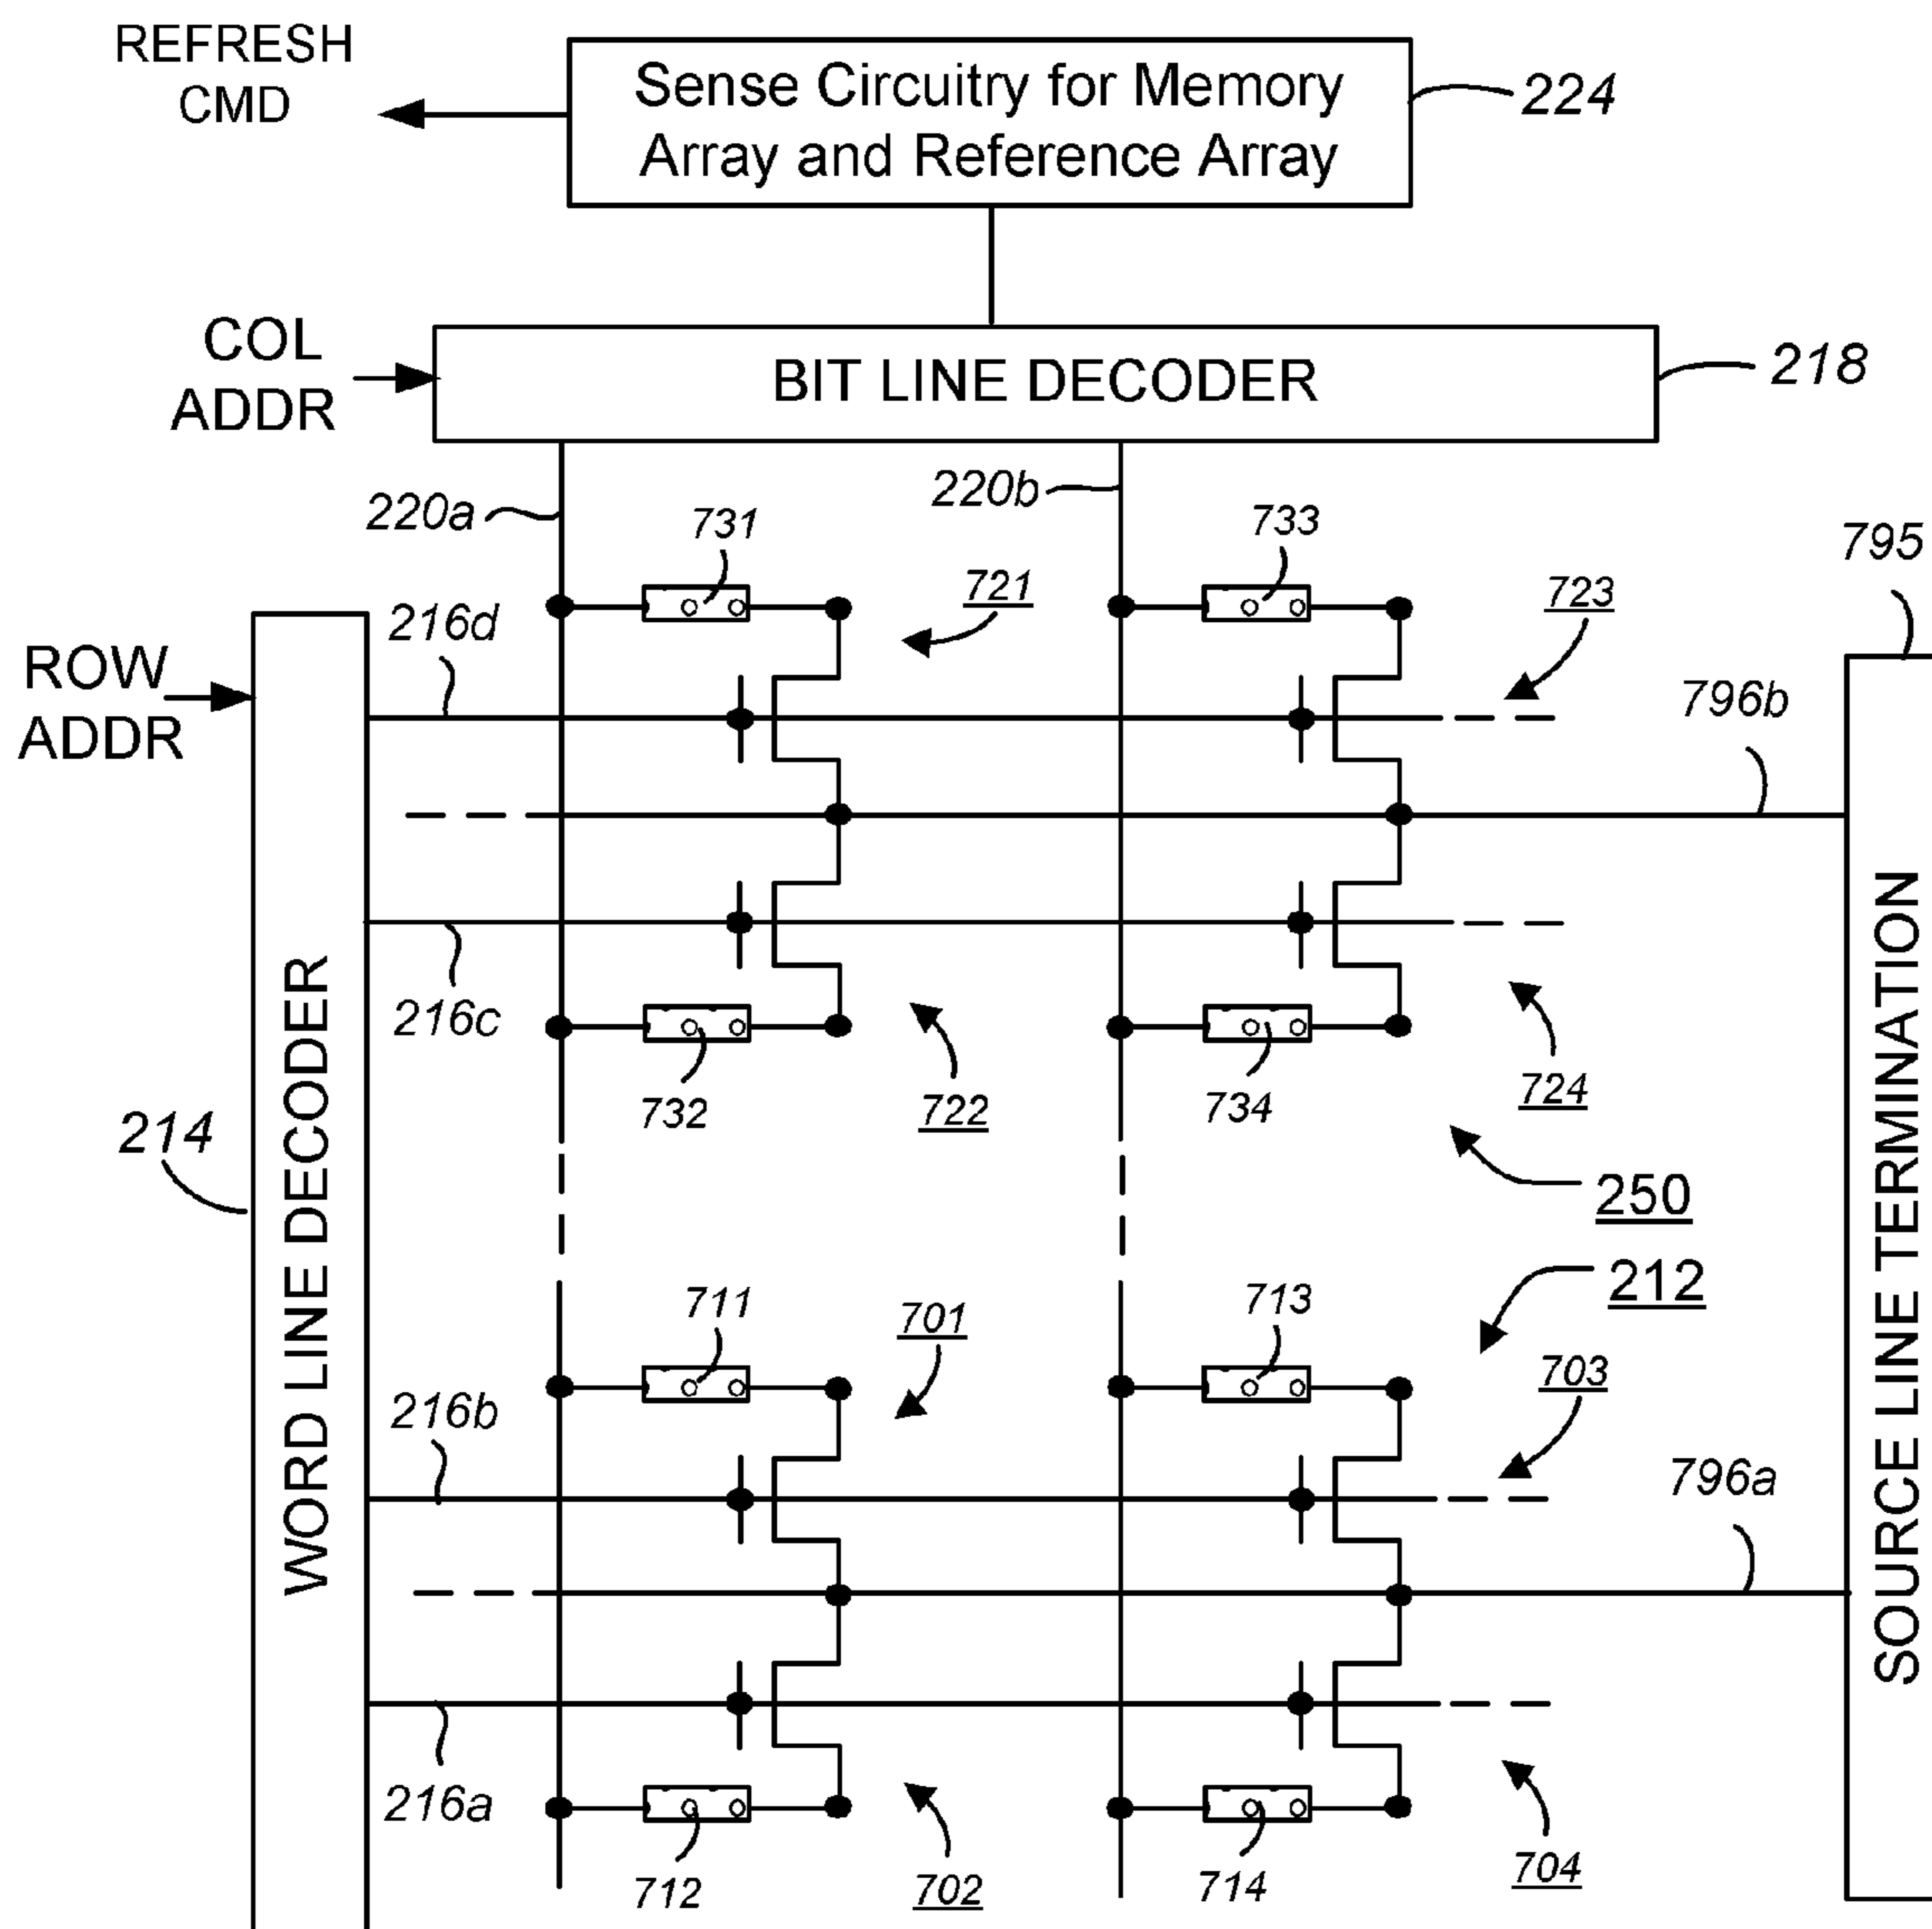 REFRESH
CMD
Sense Circuitry for Memory
Array and Reference Array
224
COL
ADDR
BIT LINE DECODER
218
220a
220b
731
733
721
723
795
216d
796b
ROW
ADDR
216c
732
722
734
724
214
WORD LINE DECODER
250
212
SOURCE LINE TERMINATION
711
701
713
703
216b
796a
216a
712
702
714
704